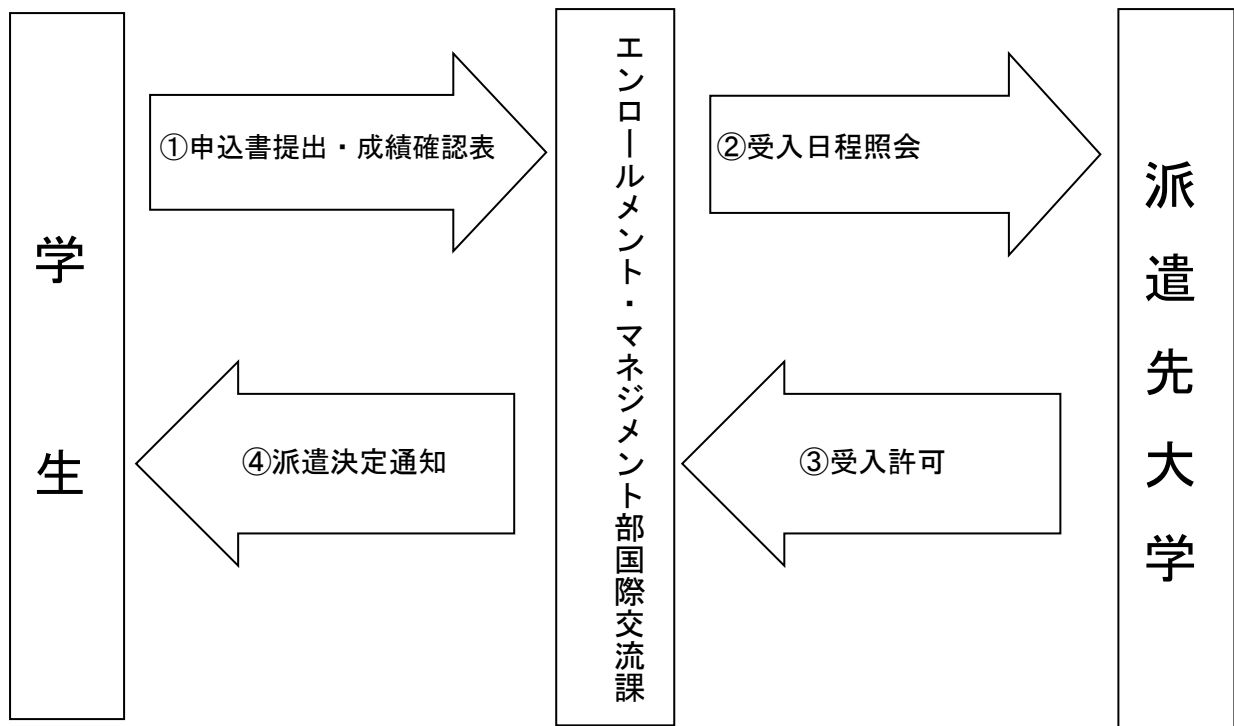 学生
①申込書提出・成績確認表
エンロールメント・マネジメント部国際交流課
②受入日程照会
派遣先大学
③受入許可
④派遣決定通知